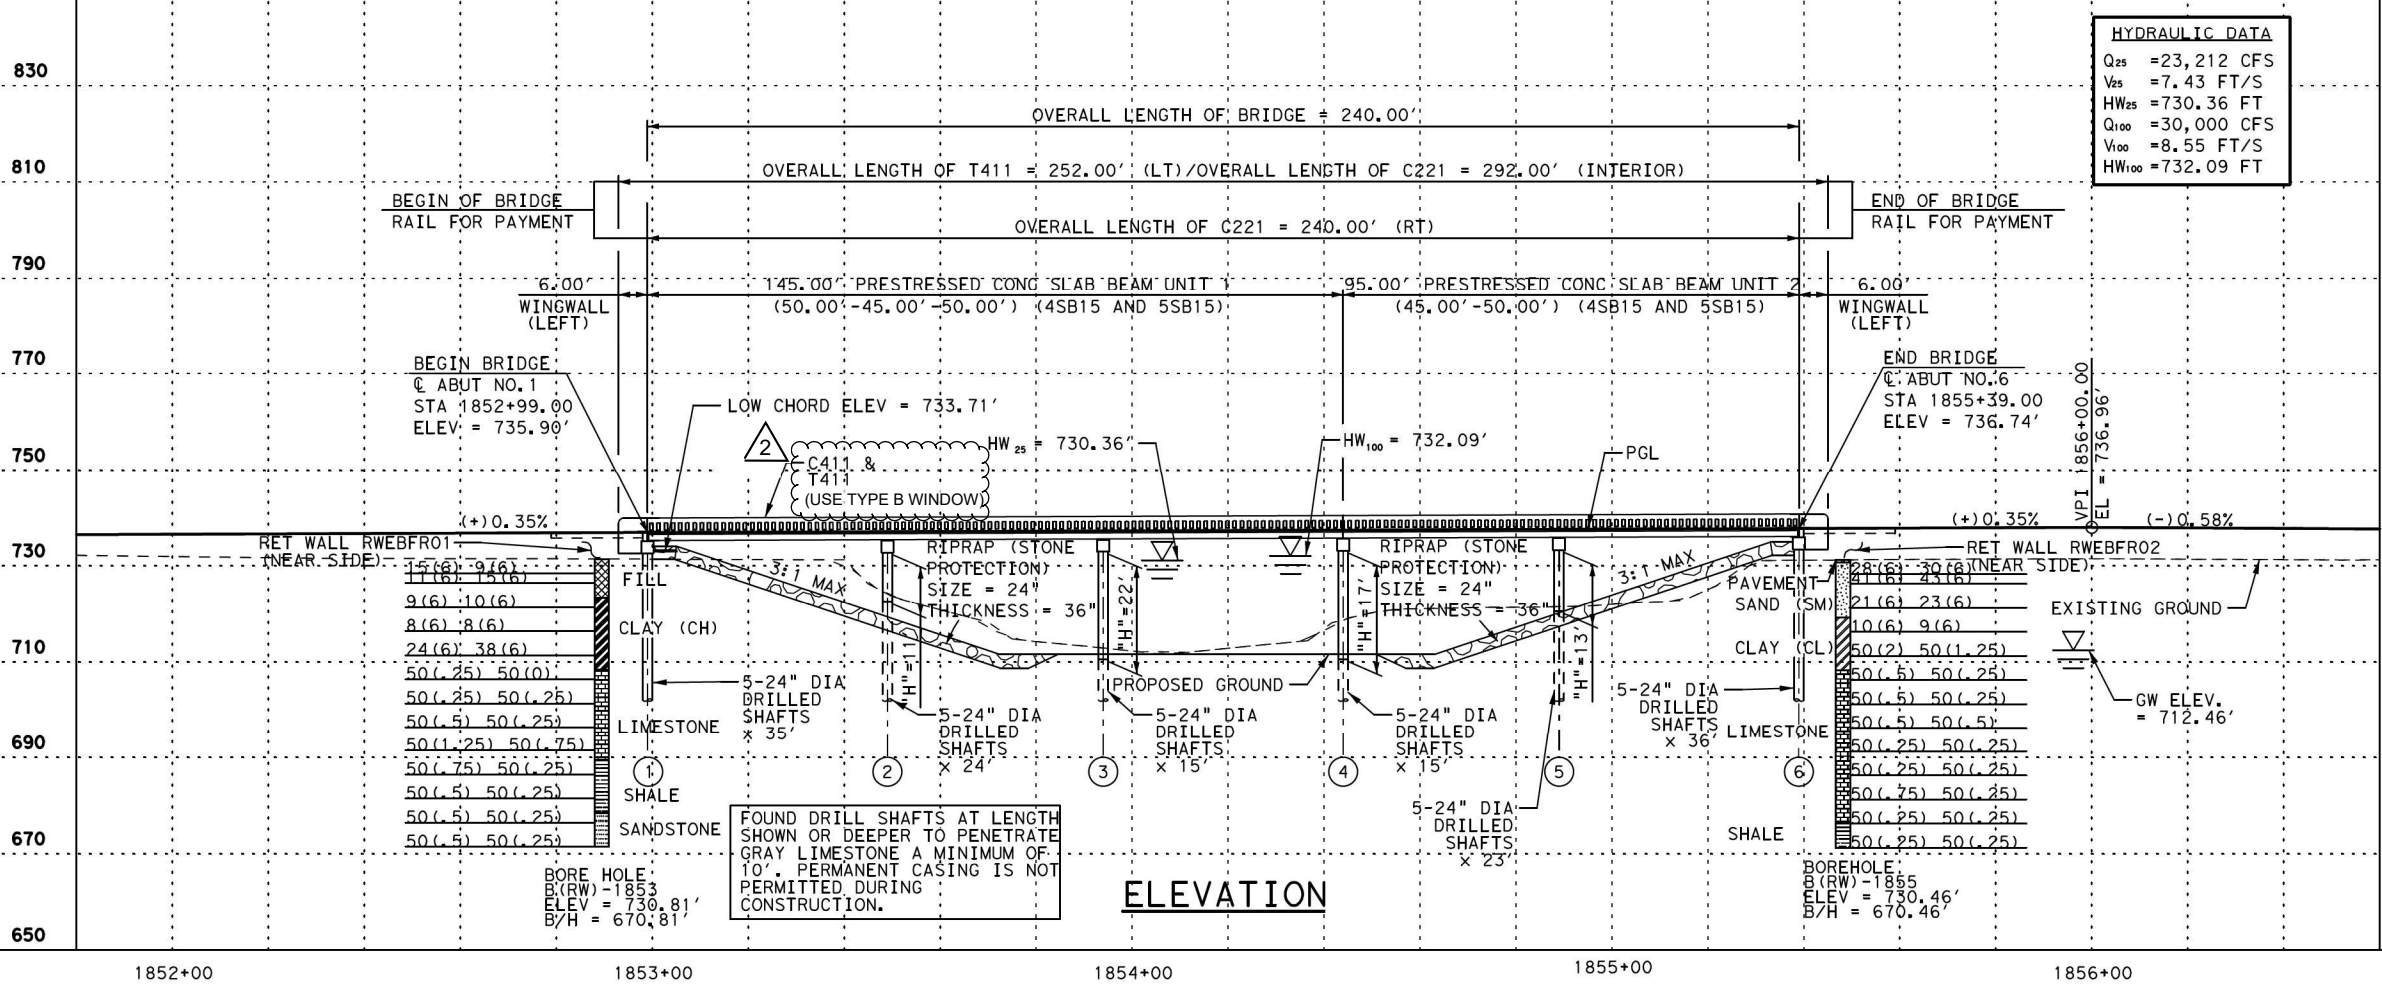 HYDRAULIC DATA
Q25 =23,212 CFS
V25 =7.43 FT/S
HW25 =730.36 FT
Q100 =30,000 CFS
V100 =8.55 FT/S
HW100 =732.09 FT
830
810
790
770
750
730
710
690
670
650
OVERALL LENGTH OF BRIDGE = 240.00'
OVERALL LENGTH OF T411 = 252.00' (LT)/OVERALL LENGTH OF C221 = 292.00' (INTERIOR)
BEGIN OF BRIDGE
RAIL FOR PAYMENT
END OF BRIDGE
RAIL FOR PAYMENT
OVERALL LENGTH OF C221 = 240.00' (RT)
6.00'
WINGWALL
(LEFT)
145.00' PRESTRESSED CONC SLAB BEAM UNIT 1
(50.00'-45.00'-50.00') (4SB15 AND 5SB15)
95.00' PRESTRESSED CONC SLAB BEAM UNIT 2
(45.00'-50.00') (4SB15 AND 5SB15)
6.00'
WINGWALL
(LEFT)
BEGIN BRIDGE
℄ ABUT NO.1
STA 1852+99.00
ELEV = 735.90'
LOW CHORD ELEV = 733.71'
2
C411 &
T411
(USE TYPE B WINDOW)
HW25 = 730.36'
HW100 = 732.09'
PGL
END BRIDGE
℄ ABUT NO.6
STA 1855+39.00
ELEV = 736.74'
VPI 1856+00.00
EL = 736.96'
(+)0.35%
(+)0.35%
(-)0.58%
RET WALL RWEBFR01
(NEAR SIDE)
RET WALL RWEBFR02
(NEAR SIDE)
15(6) 9(6)
11(6) 15(6)
9(6) 10(6)
8(6) 8(6)
24(6) 38(6)
50(.25) 50(0)
50(.25) 50(.25)
50(.5) 50(.25)
50(1.25) 50(.75)
50(.75) 50(.25)
50(.5) 50(.25)
50(.5) 50(.25)
50(.5) 50(.25)
FILL
CLAY (CH)
LIMESTONE
SHALE
SANDSTONE
3:1 MAX
RIPRAP (STONE
PROTECTION)
SIZE = 24"
THICKNESS = 36"
RIPRAP (STONE
PROTECTION)
SIZE = 24"
THICKNESS = 36"
3:1 MAX
"H"=11'
"H"=22'
"H"=17'
"H"=13'
PROPOSED GROUND
5-24" DIA
DRILLED
SHAFTS
x 35'
5-24" DIA
DRILLED
SHAFTS
x 24'
5-24" DIA
DRILLED
SHAFTS
x 15'
5-24" DIA
DRILLED
SHAFTS
x 15'
5-24" DIA
DRILLED
SHAFTS
x 23'
5-24" DIA
DRILLED
SHAFTS
x 36'
1
2
3
4
5
6
PAVEMENT
SAND (SM)
CLAY (CL)
LIMESTONE
SHALE
28(6) 30(6)
41(6) 43(6)
21(6) 23(6)
10(6) 9(6)
50(2) 50(1.25)
50(.5) 50(.25)
50(.5) 50(.25)
50(.5) 50(.5)
50(.25) 50(.25)
50(.25) 50(.25)
50(.75) 50(.25)
50(.5) 50(.25)
50(.25) 50(.25)
EXISTING GROUND
GW ELEV.
= 712.46'
FOUND DRILL SHAFTS AT LENGTH
SHOWN OR DEEPER TO PENETRATE
GRAY LIMESTONE A MINIMUM OF
10'. PERMANENT CASING IS NOT
PERMITTED DURING
CONSTRUCTION.
BORE HOLE
B(RW)-1853
ELEV = 730.81'
B/H = 670.81'
BOREHOLE
B(RW)-1855
ELEV = 730.46'
B/H = 670.46'
ELEVATION
1852+00
1853+00
1854+00
1855+00
1856+00